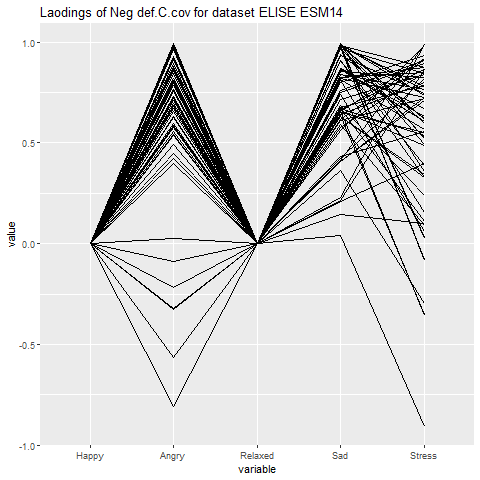 Laodings of Neg def.C.cov for dataset ELISE ESM14
1.0
0.5
0.0
-0.5
-1.0
value
Happy Angry Relaxed Sad Stress
variable